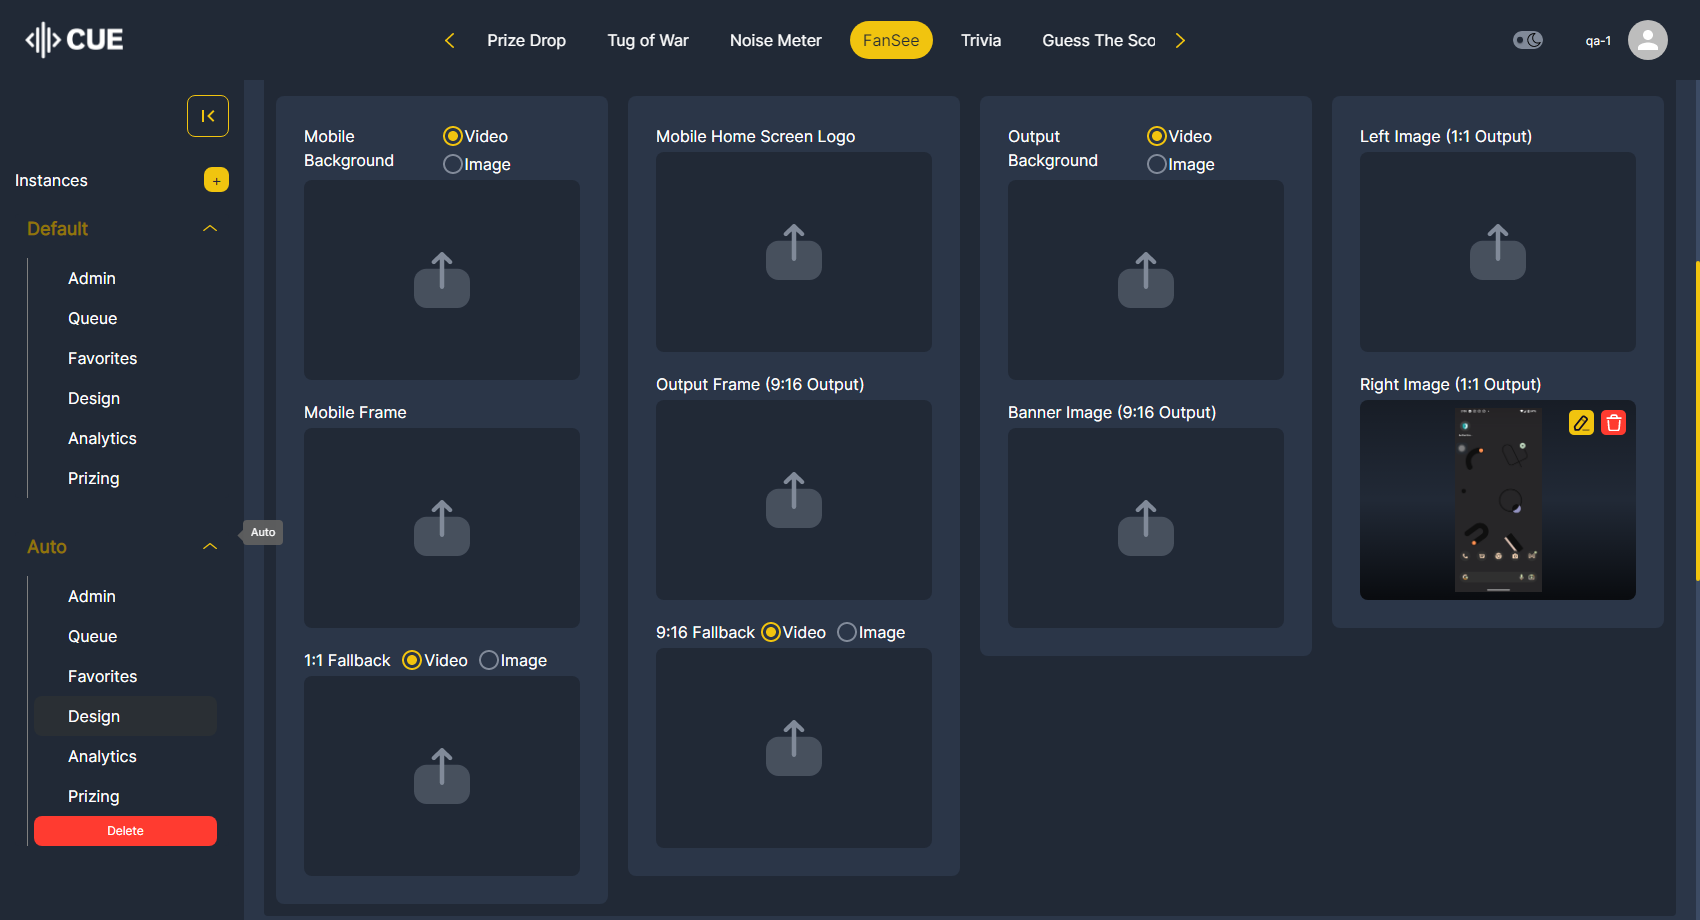 CUE
Prize Drop
Tug of War
Noise Meter
FanSee
Trivia
Guess The Sco
qa-1
Instances
+
Default
Admin
Queue
Favorites
Design
Analytics
Prizing
Auto
Auto
Admin
Queue
Favorites
Design
Analytics
Prizing
Delete
Mobile
Background
Video
Image
Mobile Frame
1:1 Fallback
Video
Image
Mobile Home Screen Logo
Output Frame (9:16 Output)
9:16 Fallback
Video
Image
Output
Background
Video
Image
Banner Image (9:16 Output)
Left Image (1:1 Output)
Right Image (1:1 Output)